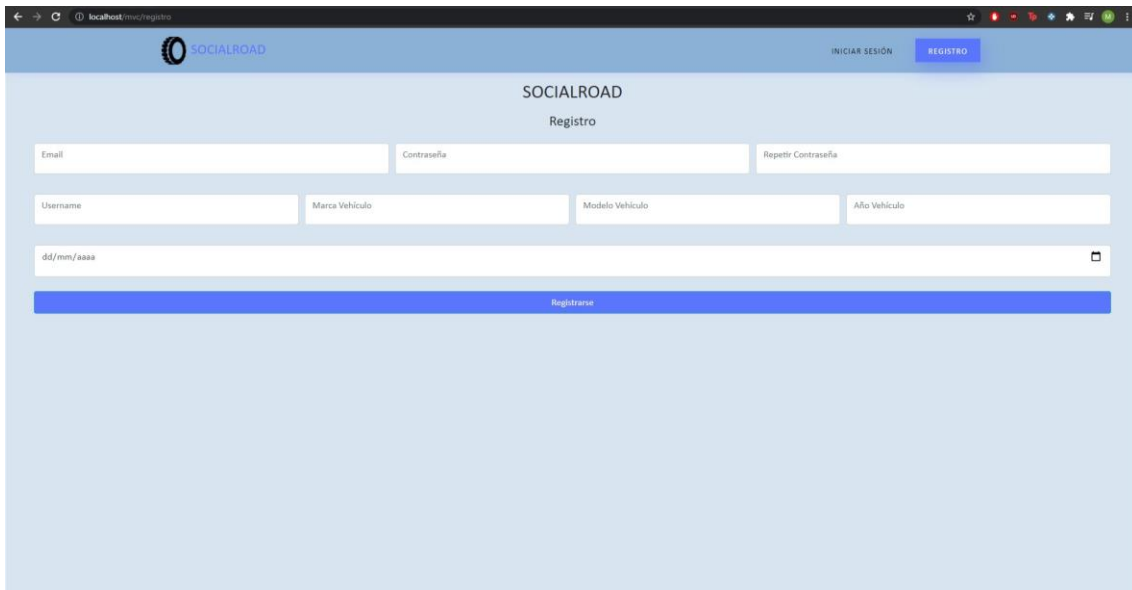 localhost/mvc/registro
SOCIALROAD
INICIAR SESIÓN
REGISTRO
SOCIALROAD
Registro
Email
Contraseña
Repetir Contraseña
Username
Marca Vehículo
Modelo Vehículo
Año Vehículo
dd/mm/aaaa
Registrarse